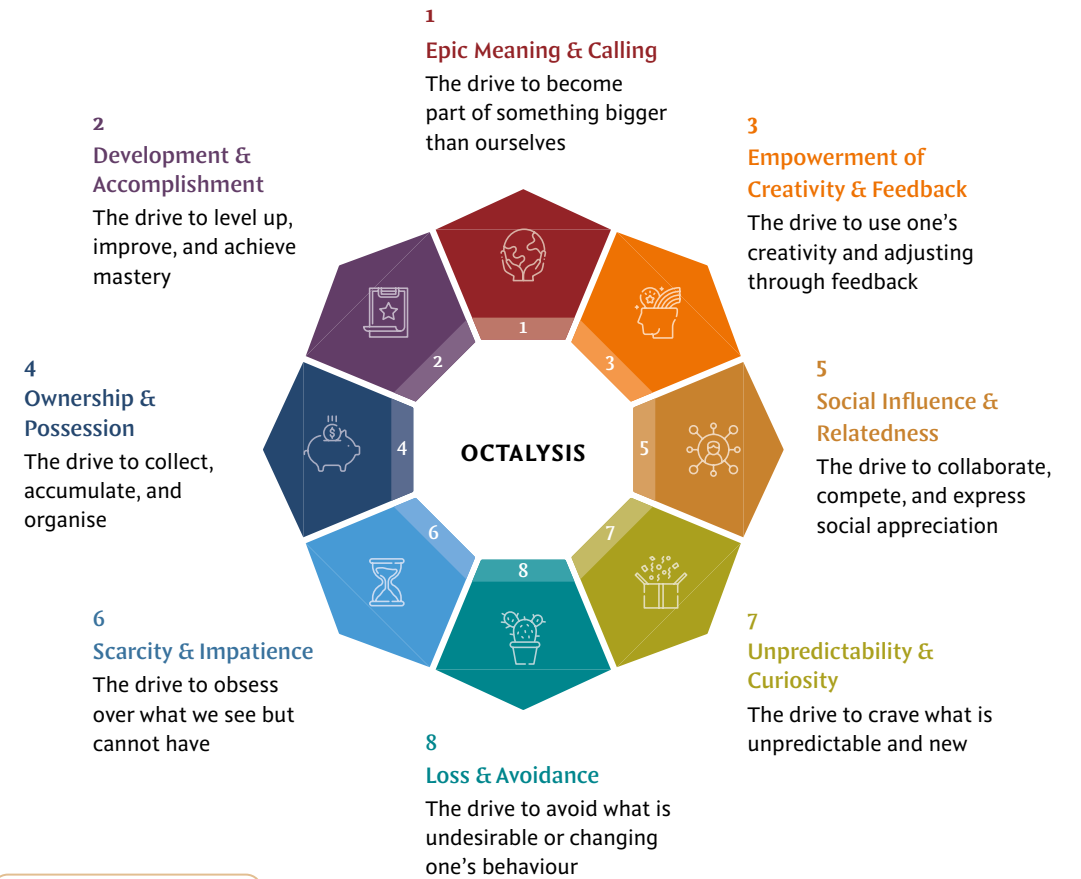 1
Epic Meaning & Calling
The drive to become
part of something bigger
than ourselves
2
Development &
Accomplishment
The drive to level up,
improve, and achieve
mastery
3
Empowerment of
Creativity & Feedback
The drive to use one's
creativity and adjusting
through feedback
4
Ownership &
Possession
The drive to collect,
accumulate, and
organise
5
Social Influence &
Relatedness
The drive to collaborate,
compete, and express
social appreciation
6
Scarcity & Impatience
The drive to obsess
over what we see but
cannot have
7
Unpredictability &
Curiosity
The drive to crave what is
unpredictable and new
8
Loss & Avoidance
The drive to avoid what is
undesirable or changing
one's behaviour
OCTALYSIS
1
2
3
4
5
6
7
8
$